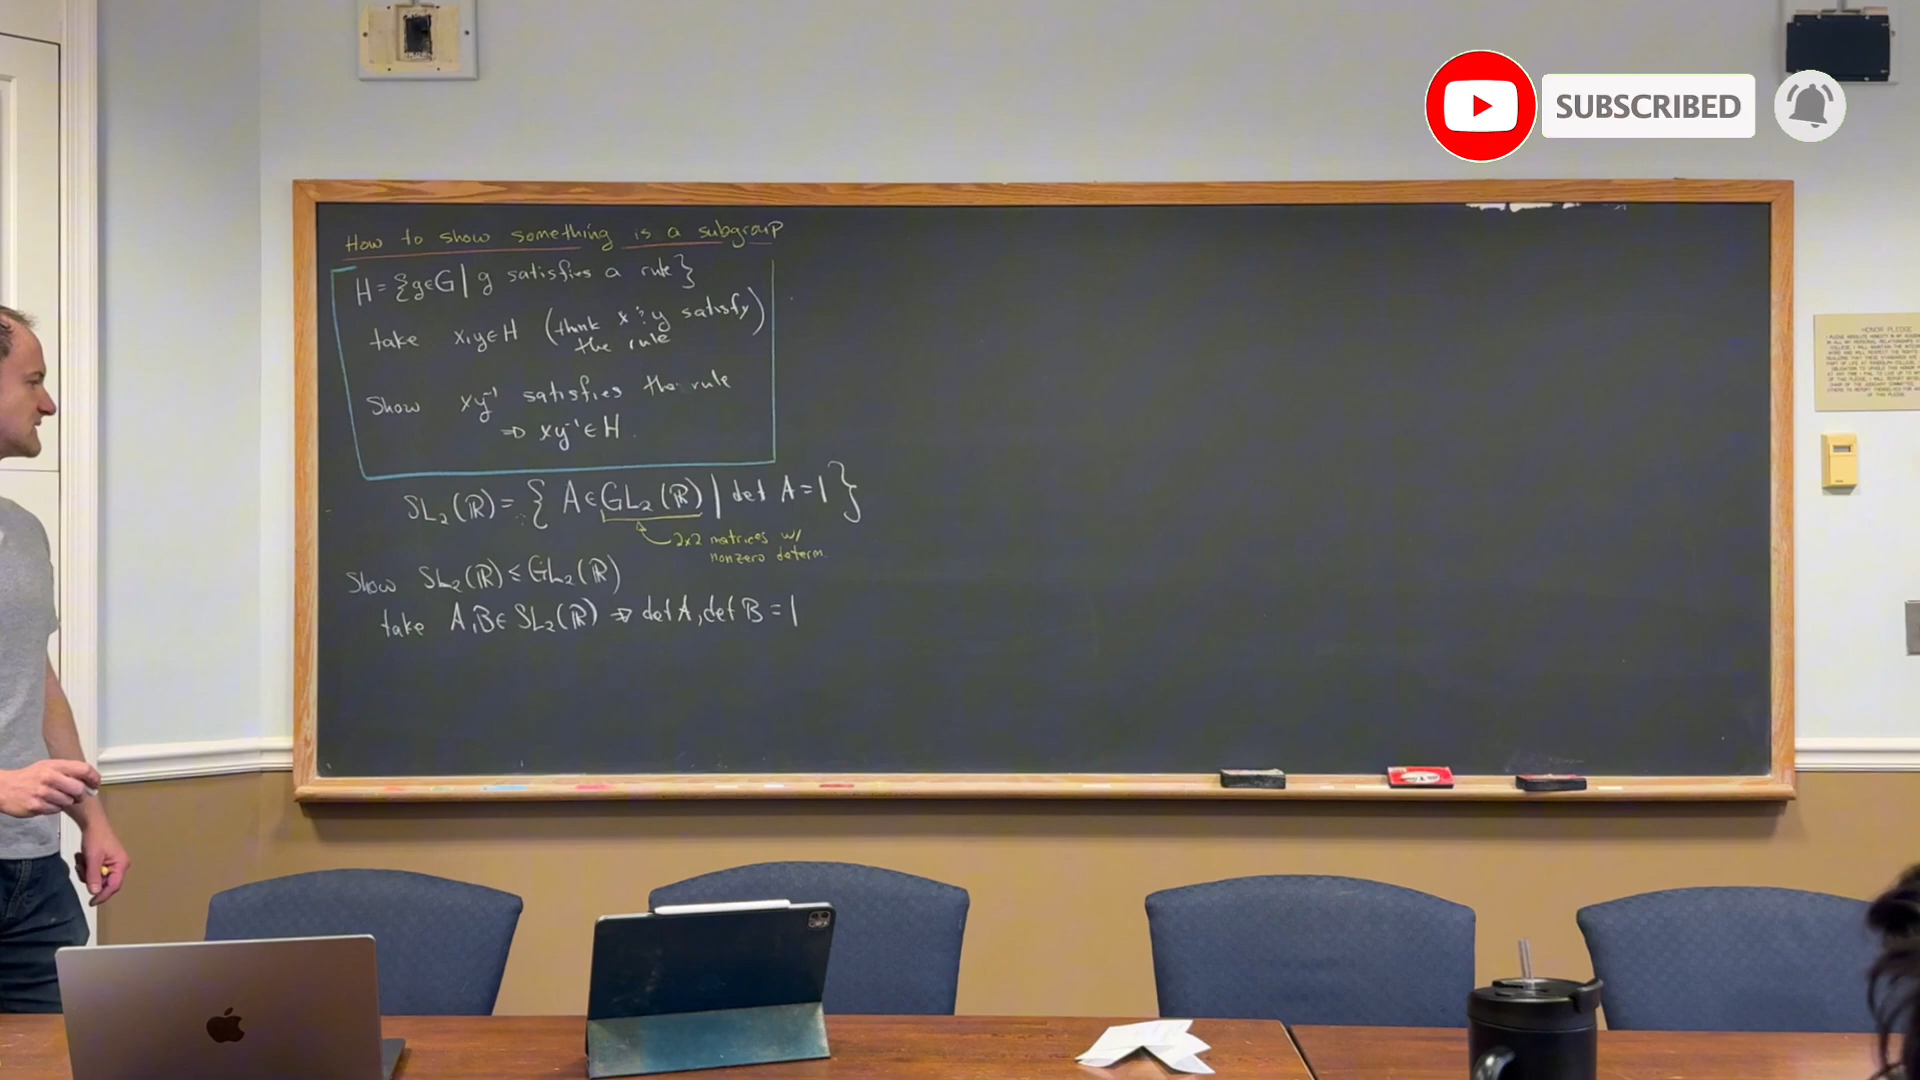 SUBSCRIBED
How to show something is a subgroup
H = {g∈G | g satisfies a rule}
take x,y∈H (think x & y satisfy the rule)
Show xy⁻¹ satisfies the rule
⇒ xy⁻¹ ∈ H.
SL₂(ℝ) = { A ∈ GL₂(ℝ) | det A = 1 }
2x2 matrices w/
nonzero determ.
Show SL₂(ℝ) ≤ GL₂(ℝ)
take A,B ∈ SL₂(ℝ) ⇒ det A, det B = 1
HONOR PLEDGE